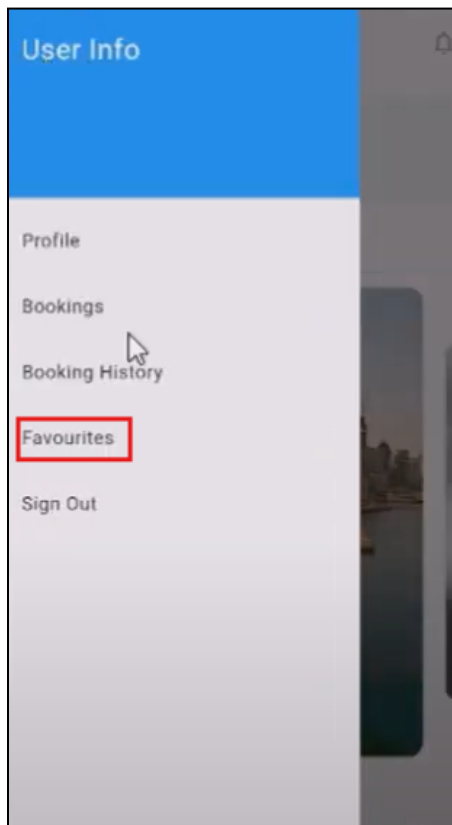 User Info
Profile
Bookings
Booking History
Favourites
Sign Out